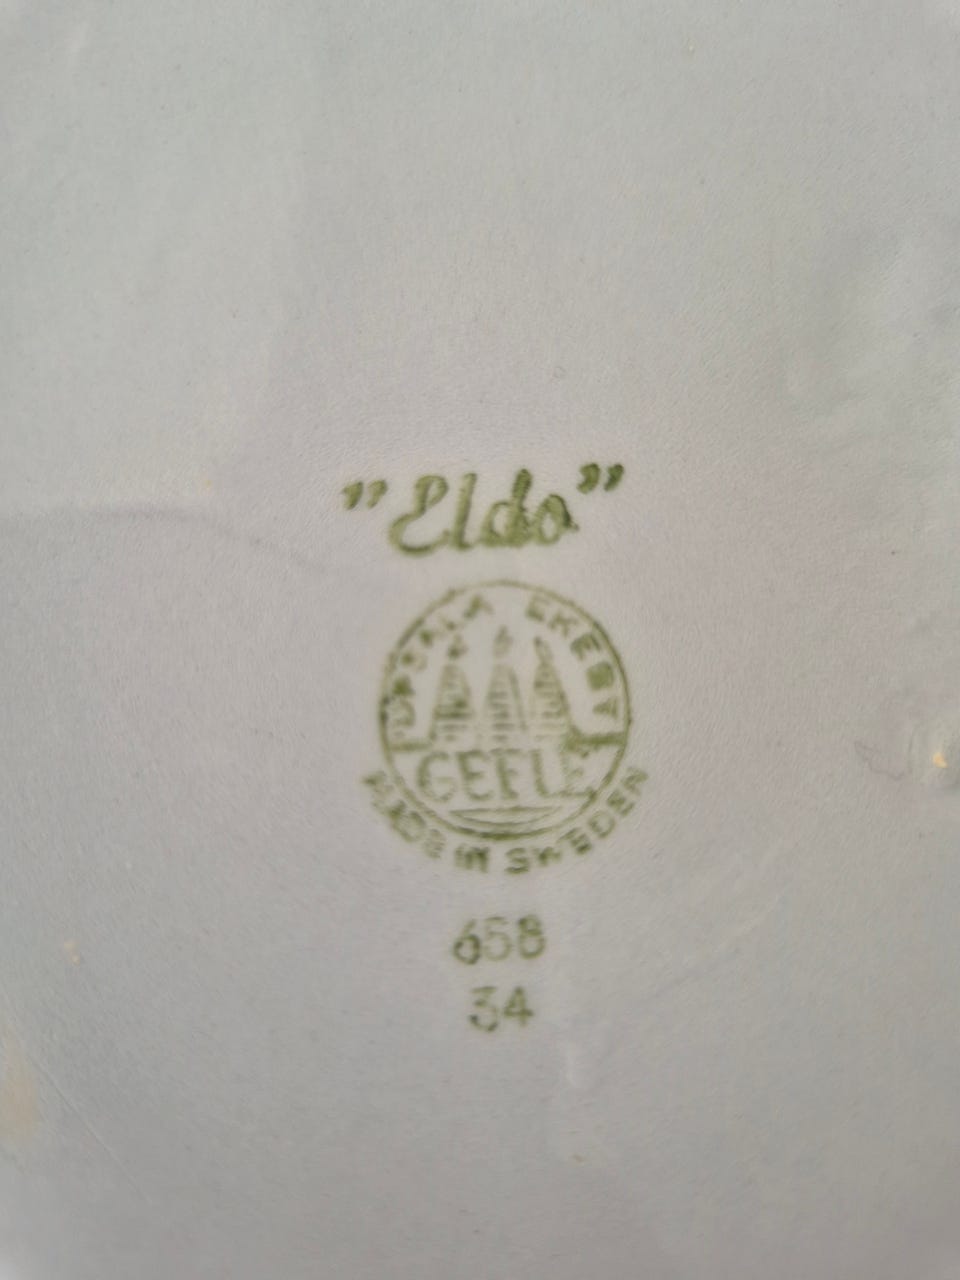 "Eldo"
UPSALA EKEBY
GEFLE
MADE IN SWEDEN
658
34